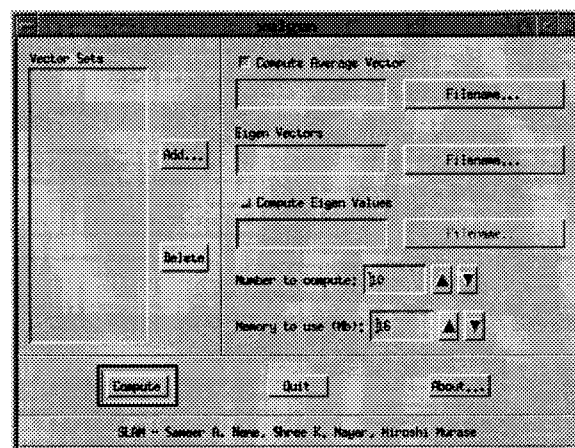 Vector Sets
Compute Average Vector
Filename...
Eigen Vectors
Add...
Filename...
Compute Eigen Values
Filename...
Delete
Number to compute: 10
Memory to use (Mb): 16
Compute
Quit
About...
SLAM - Sameer A. Nene, Shree K. Nayar, Hiroshi Murase